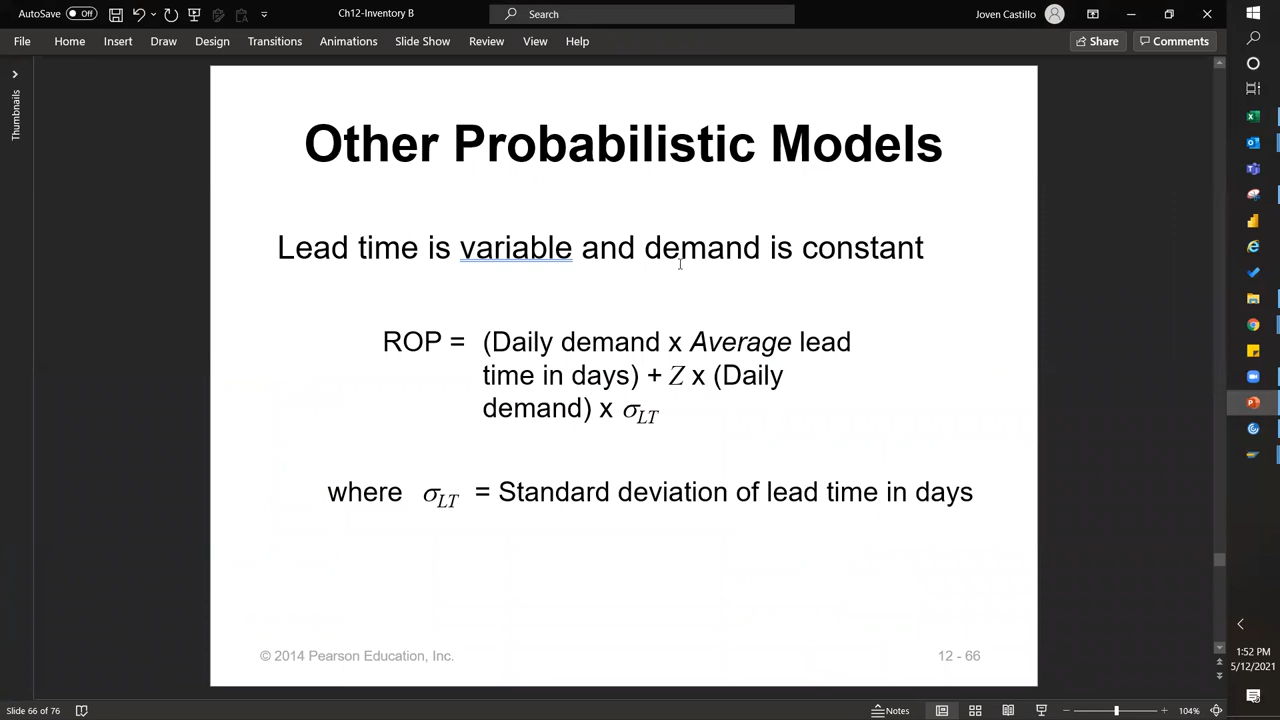 AutoSave Off Ch12-Inventory B Search Joven Castillo
File Home Insert Draw Design Transitions Animations Slide Show Review View Help Share Comments
Thumbnails
Other Probabilistic Models
Lead time is variable and demand is constant
ROP = (Daily demand x Average lead
time in days) + Z x (Daily
demand) x σLT
where σLT = Standard deviation of lead time in days
© 2014 Pearson Education, Inc. 12 - 66
1:52 PM
5/12/2021
Slide 66 of 76 Notes 104%